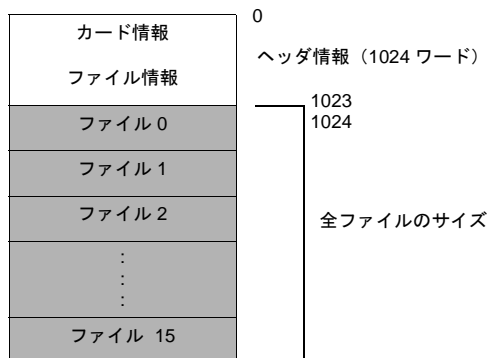 0
カード情報
ヘッダ情報（1024 ワード）
ファイル情報
1023
1024
ファイル 0
ファイル 1
ファイル 2
全ファイルのサイズ
:
:
:
ファイル 15